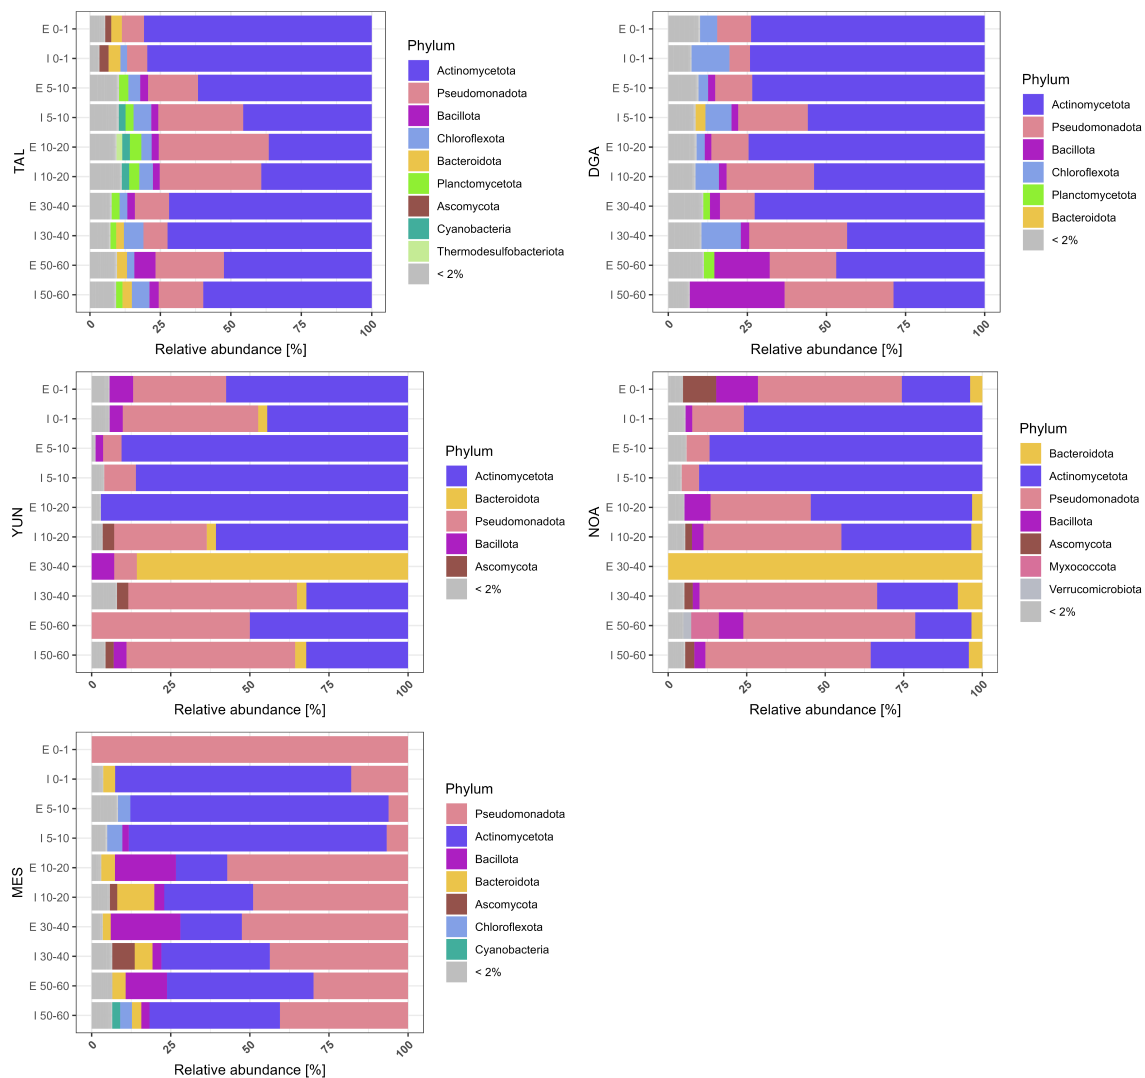 TAL
E 0-1
I 0-1
E 5-10
I 5-10
E 10-20
I 10-20
E 30-40
I 30-40
E 50-60
I 50-60
0
25
50
75
100
Relative abundance [%]
Phylum
Actinomycetota
Pseudomonadota
Bacillota
Chloroflexota
Bacteroidota
Planctomycetota
Ascomycota
Cyanobacteria
Thermodesulfobacteriota
< 2%
DGA
E 0-1
I 0-1
E 5-10
I 5-10
E 10-20
I 10-20
E 30-40
I 30-40
E 50-60
I 50-60
0
25
50
75
100
Relative abundance [%]
Phylum
Actinomycetota
Pseudomonadota
Bacillota
Chloroflexota
Planctomycetota
Bacteroidota
< 2%
YUN
E 0-1
I 0-1
E 5-10
I 5-10
E 10-20
I 10-20
E 30-40
I 30-40
E 50-60
I 50-60
0
25
50
75
100
Relative abundance [%]
Phylum
Actinomycetota
Bacteroidota
Pseudomonadota
Bacillota
Ascomycota
< 2%
NOA
E 0-1
I 0-1
E 5-10
I 5-10
E 10-20
I 10-20
E 30-40
I 30-40
E 50-60
I 50-60
0
25
50
75
100
Relative abundance [%]
Phylum
Bacteroidota
Actinomycetota
Pseudomonadota
Bacillota
Ascomycota
Myxococcota
Verrucomicrobiota
< 2%
MES
E 0-1
I 0-1
E 5-10
I 5-10
E 10-20
I 10-20
E 30-40
I 30-40
E 50-60
I 50-60
0
25
50
75
100
Relative abundance [%]
Phylum
Pseudomonadota
Actinomycetota
Bacillota
Bacteroidota
Ascomycota
Chloroflexota
Cyanobacteria
< 2%